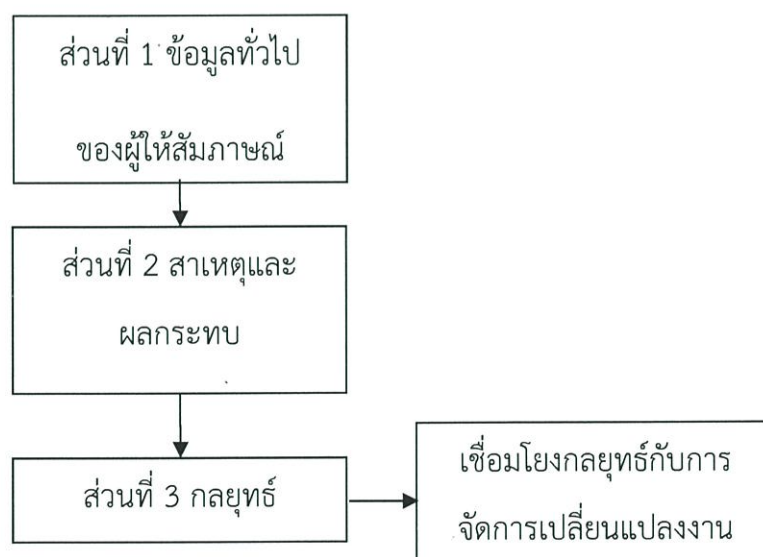 ส่วนที่ 1 ข้อมูลทั่วไป
ของผู้ให้สัมภาษณ์
ส่วนที่ 2 สาเหตุและ
ผลกระทบ
ส่วนที่ 3 กลยุทธ์
เชื่อมโยงกลยุทธ์กับการ
จัดการเปลี่ยนแปลงงาน